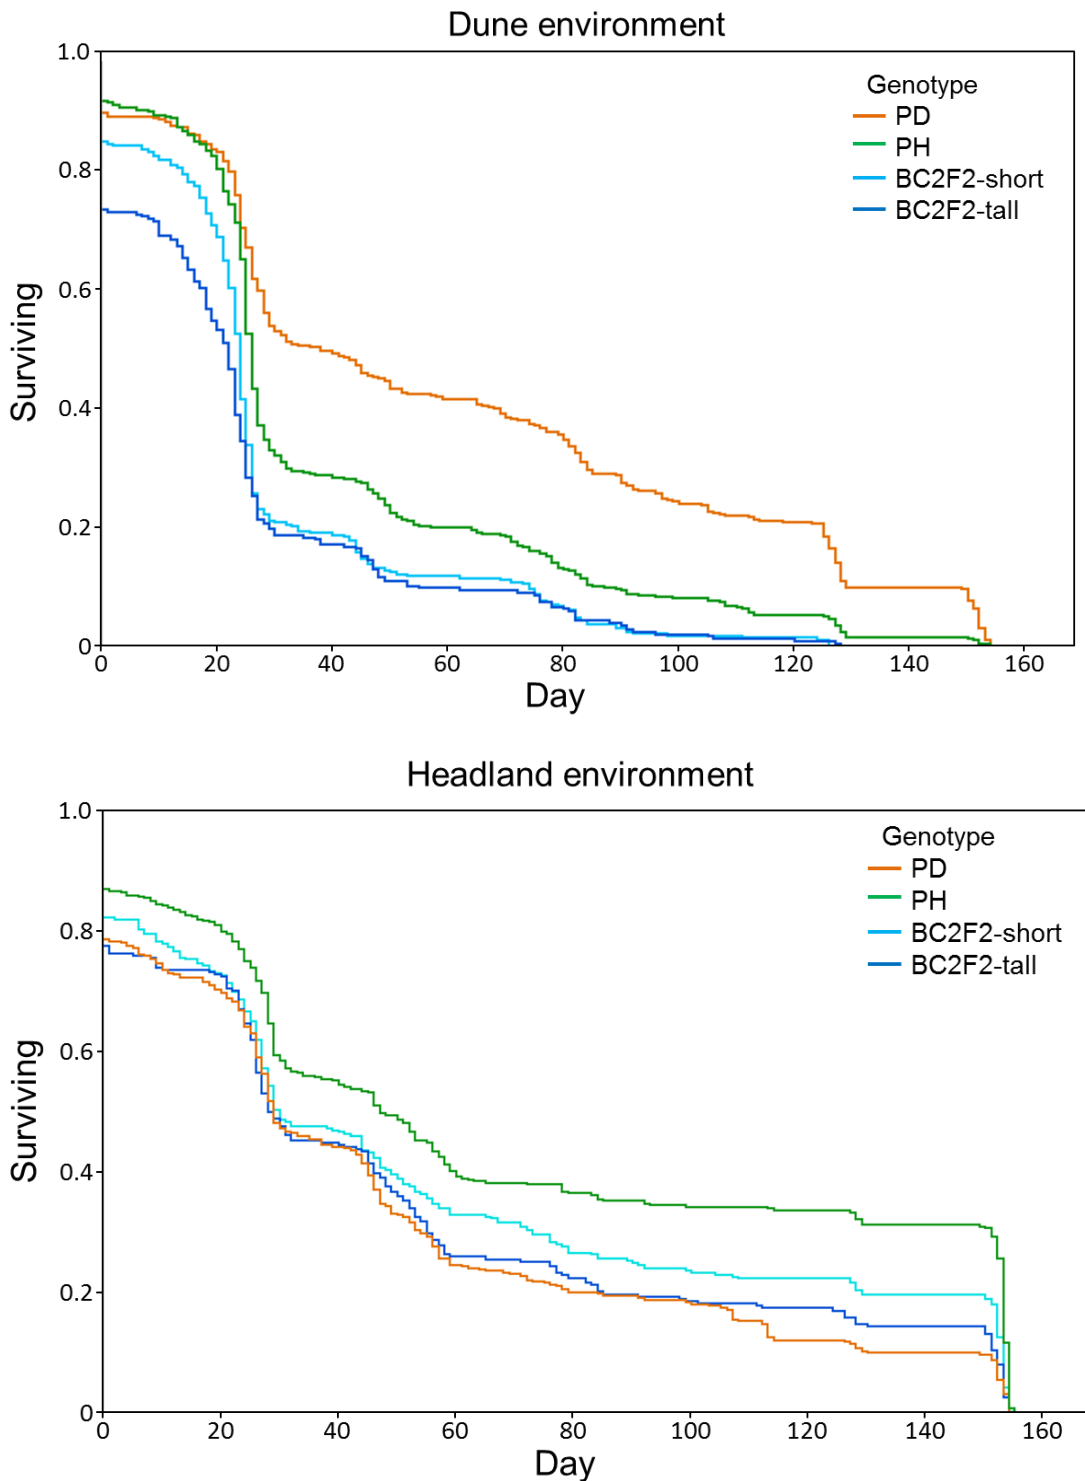 Dune environment
1.0
0.8
0.6
0.4
0.2
0
Surviving
Genotype
PD
PH
BC2F2-short
BC2F2-tall
0 20 40 60 80 100 120 140 160
Day
Headland environment
1.0
0.8
0.6
0.4
0.2
0
Surviving
Genotype
PD
PH
BC2F2-short
BC2F2-tall
0 20 40 60 80 100 120 140 160
Day